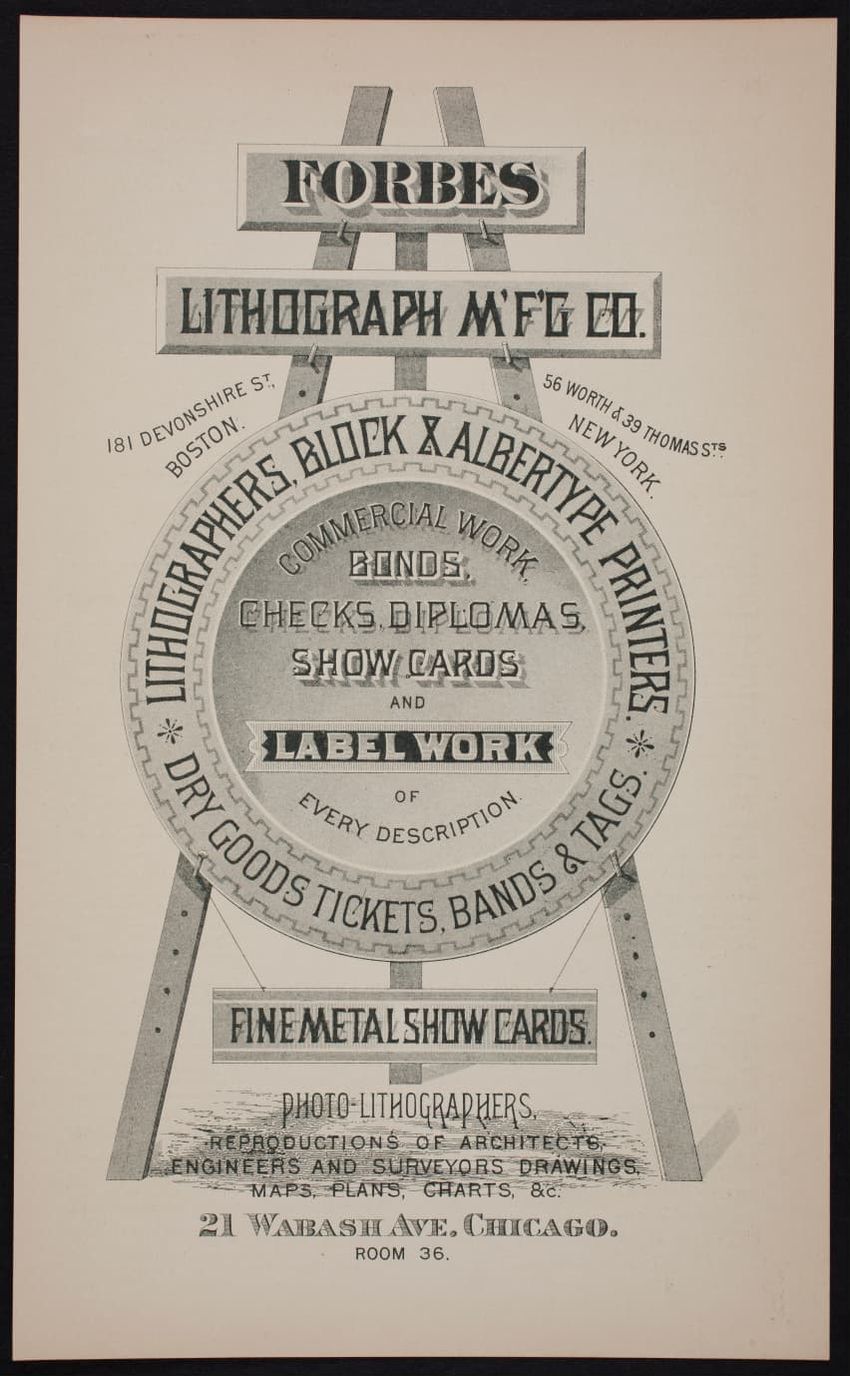 FORBES
LITHOGRAPH M'F'G CO.
181 DEVONSHIRE ST.,
BOSTON.
56 WORTH & 39 THOMAS STS.
NEW YORK.
LITHOGRAPHERS, BLOCK & ALBERTYPE PRINTERS.
COMMERCIAL WORK,
BONDS,
CHECKS, DIPLOMAS,
SHOW CARDS
AND
LABEL WORK
OF
EVERY DESCRIPTION.
* DRY GOODS TICKETS, BANDS & TAGS. *
FINE METAL SHOW CARDS.
PHOTO-LITHOGRAPHERS,
REPRODUCTIONS OF ARCHITECTS,
ENGINEERS AND SURVEYORS DRAWINGS,
MAPS, PLANS, CHARTS, &c.
21 WABASH AVE., CHICAGO.
ROOM 36.